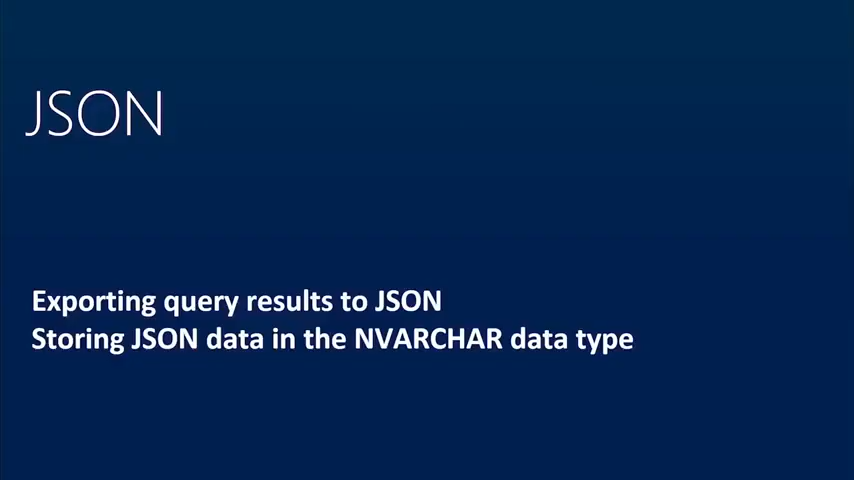 JSON
Exporting query results to JSON
Storing JSON data in the NVARCHAR data type